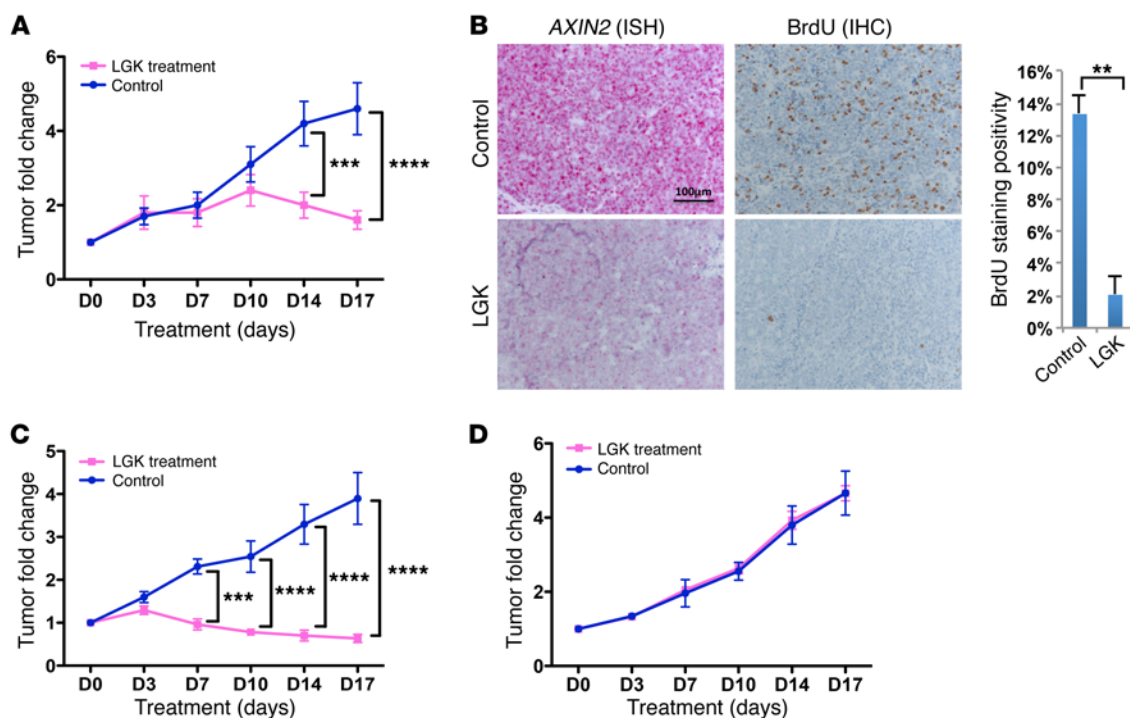 A
6
4
2
0
Tumor fold change
LGK treatment
Control
***
****
D0 D3 D7 D10 D14 D17
Treatment (days)
B
AXIN2 (ISH)
BrdU (IHC)
Control
LGK
100µm
16%
14%
12%
10%
8%
6%
4%
2%
0%
BrdU staining positivity
**
Control
LGK
C
5
4
3
2
1
0
Tumor fold change
LGK treatment
Control
***
****
****
****
D0 D3 D7 D10 D14 D17
Treatment (days)
D
6
4
2
0
Tumor fold change
LGK treatment
Control
D0 D3 D7 D10 D14 D17
Treatment (days)